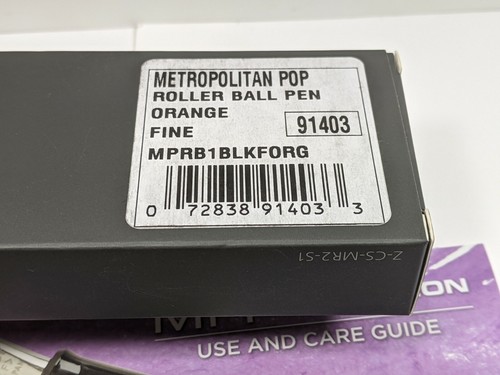 METROPOLITAN POP
ROLLER BALL PEN
ORANGE
FINE
91403
MPRB1BLKFORG
0 72838 91403 3
Z-CS-MR2-S1
USE AND CARE GUIDE